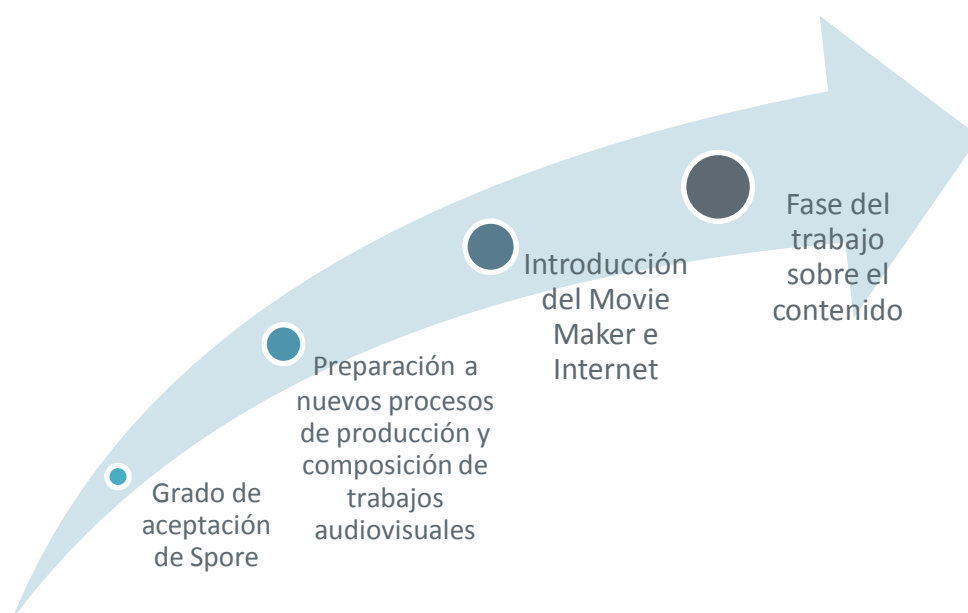 Grado de
aceptación
de Spore
Preparación a
nuevos procesos
de producción y
composición de
trabajos
audiovisuales
Introducción
del Movie
Maker e
Internet
Fase del
trabajo
sobre el
contenido